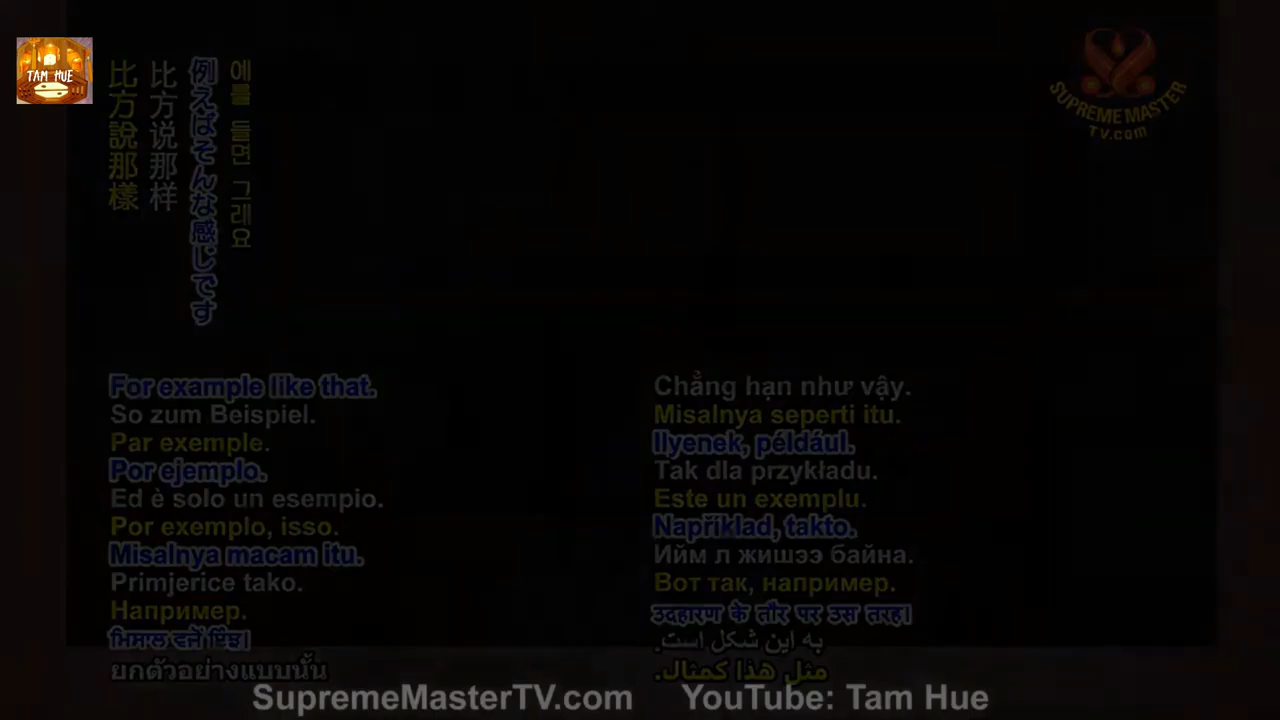 TAM HUE
SUPREME MASTER
TV.com
比方說那樣
比方说那样
例えばそんな感じです
예를 들면 그래요
For example like that.
So zum Beispiel.
Par exemple.
Por ejemplo.
Ed è solo un esempio.
Por exemplo, isso.
Misalnya macam itu.
Primjerice tako.
Например.
ਮਿਸਾਲ ਵਜੋਂ ਇੰਝ।
ยกตัวอย่างแบบนั้น
Chẳng hạn như vậy.
Misalnya seperti itu.
Ilyenek, például.
Tak dla przykładu.
Este un exemplu.
Například, takto.
Ийм л жишээ байна.
Вот так, например.
उदहारण के तौर पर उस तरह।
به این شکل است.
مثل هذا كمثال.
SupremeMasterTV.com YouTube: Tam Hue